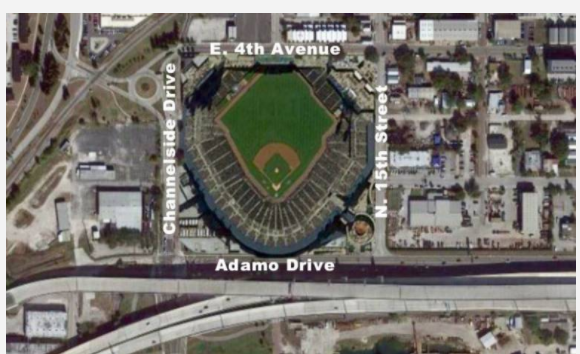 E. 4th Avenue
Channelside Drive
N. 15th Street
Adamo Drive